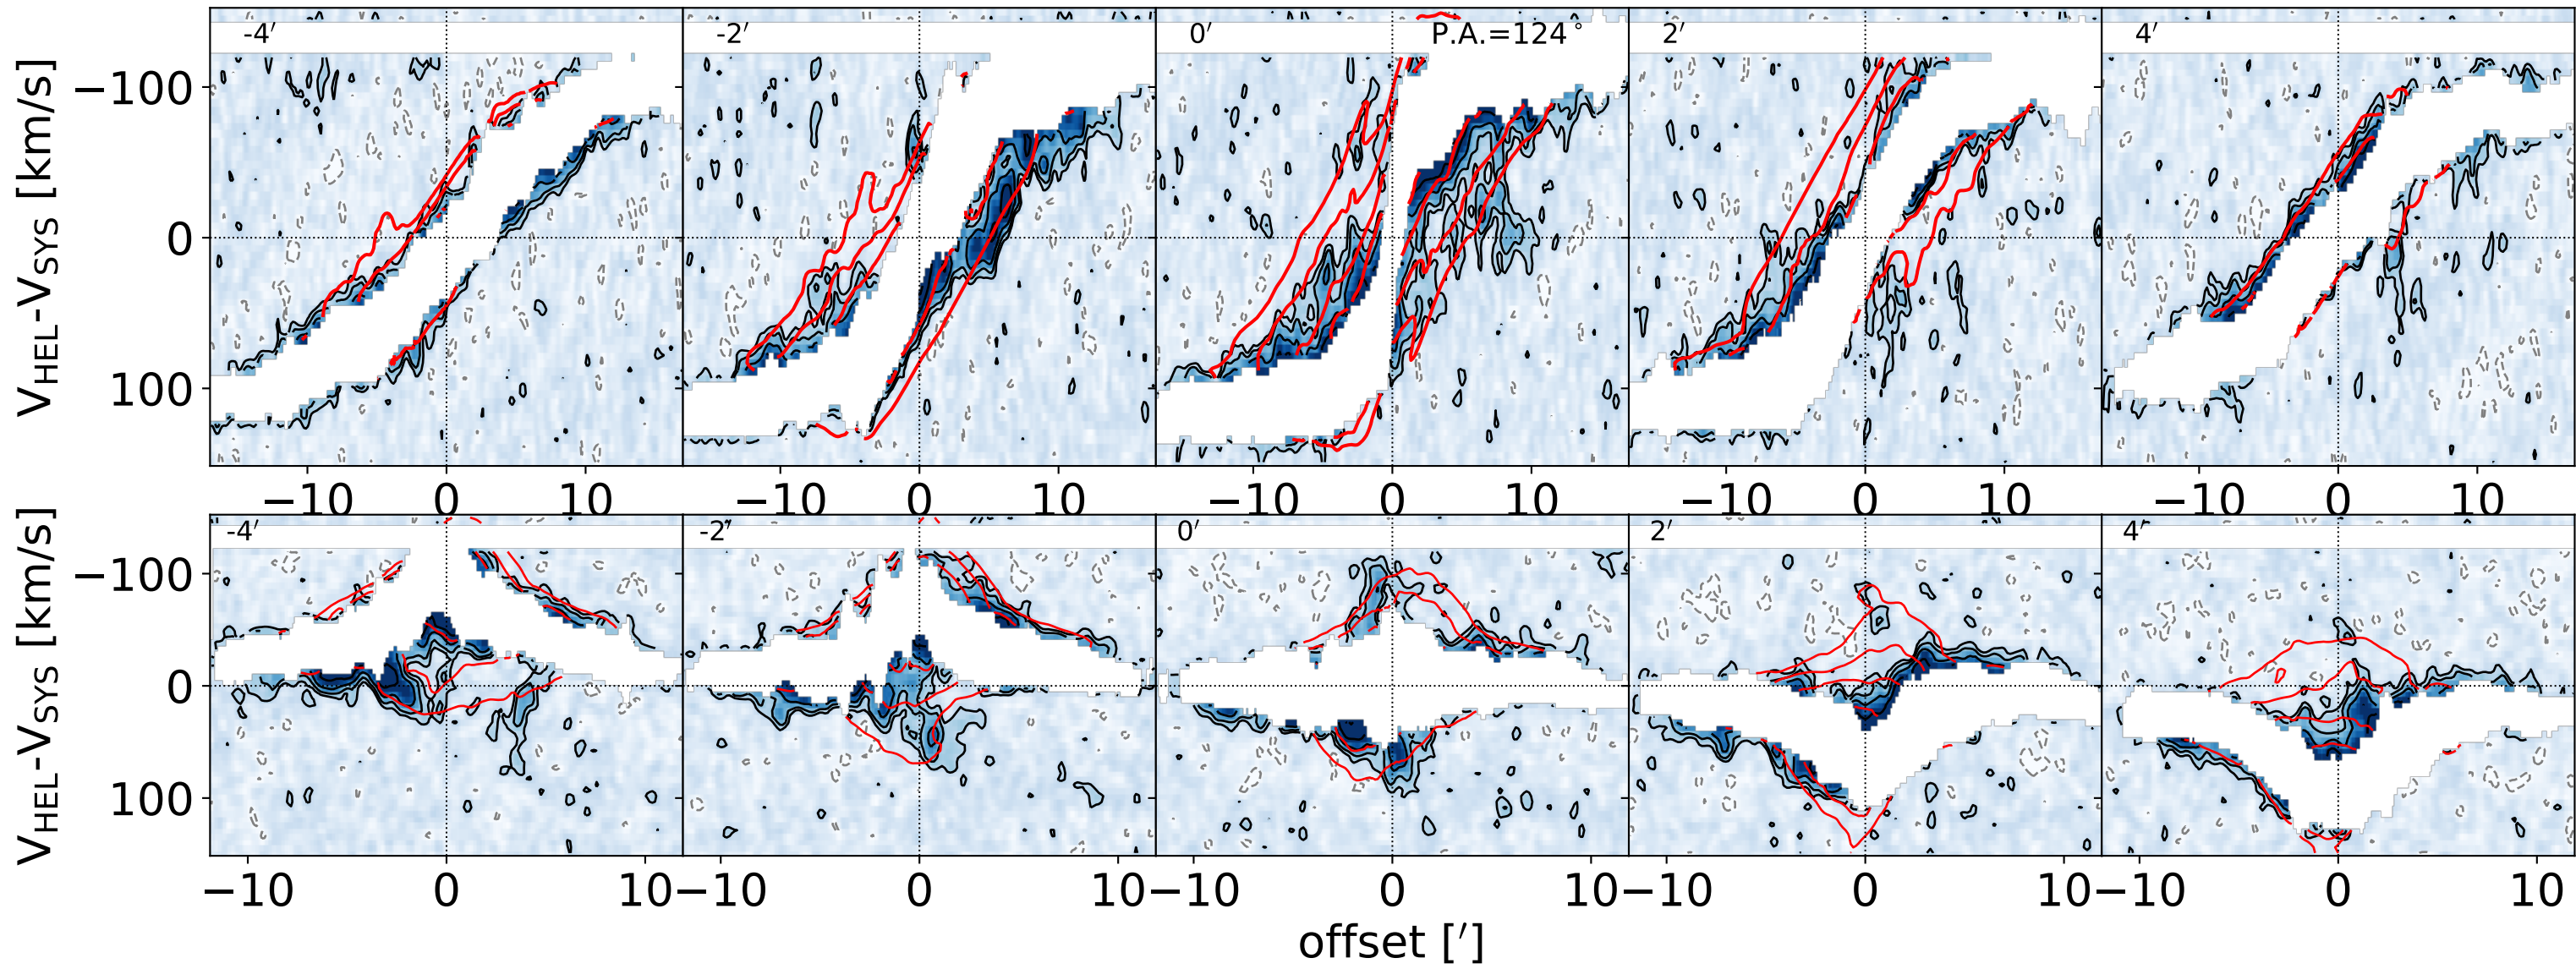 -4′ -2′ 0′ P.A.=124° 2′ 4′
V_HEL-V_SYS [km/s]
−100
0
100
−10 0 10 −10 0 10 −10 0 10 −10 0 10 −10 0 10
-4′ -2′ 0′ 2′ 4′
V_HEL-V_SYS [km/s]
−100
0
100
−10 0 10 −10 0 10 −10 0 10 −10 0 10 −10 0 10
offset [′]